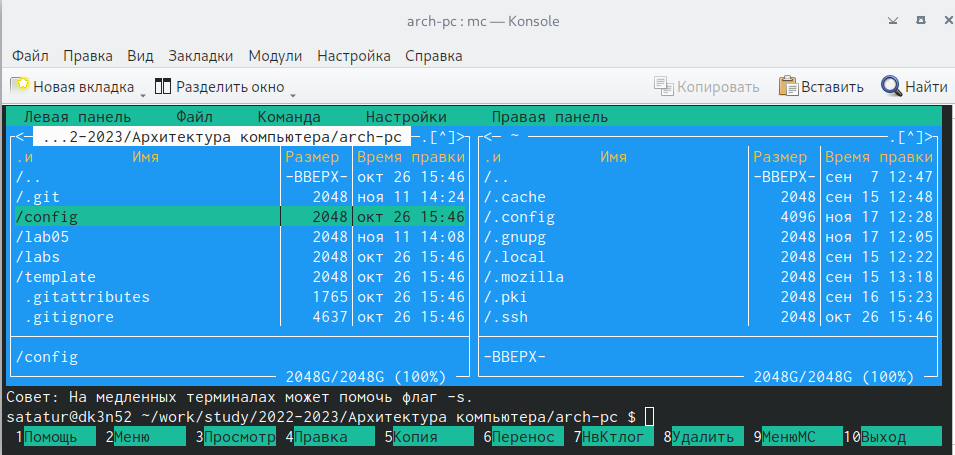 arch-pc : mc — Konsole
Файл Правка Вид Закладки Модули Настройка Справка
Новая вкладка Разделить окно Копировать Вставить Найти
Левая панель Файл Команда Настройки Правая панель
<— ...2-2023/Архитектура компьютера/arch-pc —.[^]> <— ~ .[^]>
.и Имя Размер Время правки .и Имя Размер Время правки
/.. -ВВЕРХ- окт 26 15:46 /.. -ВВЕРХ- сен 7 12:47
/.git 2048 ноя 11 14:24 /.cache 2048 сен 15 12:48
/config 2048 окт 26 15:46 /.config 4096 ноя 17 12:28
/lab05 2048 ноя 11 14:08 /.gnupg 2048 ноя 17 12:05
/labs 2048 окт 26 15:46 /.local 2048 сен 15 12:22
/template 2048 окт 26 15:46 /.mozilla 2048 сен 15 13:18
.gitattributes 1765 окт 26 15:46 /.pki 2048 сен 16 15:23
.gitignore 4637 окт 26 15:46 /.ssh 2048 окт 26 15:46
/config -ВВЕРХ-
2048G/2048G (100%) 2048G/2048G (100%)
Совет: На медленных терминалах может помочь флаг -s.
satatur@dk3n52 ~/work/study/2022-2023/Архитектура компьютера/arch-pc $
1Помощь 2Меню 3Просмотр 4Правка 5Копия 6Перенос 7НвКтлог 8Удалить 9МенюМС 10Выход